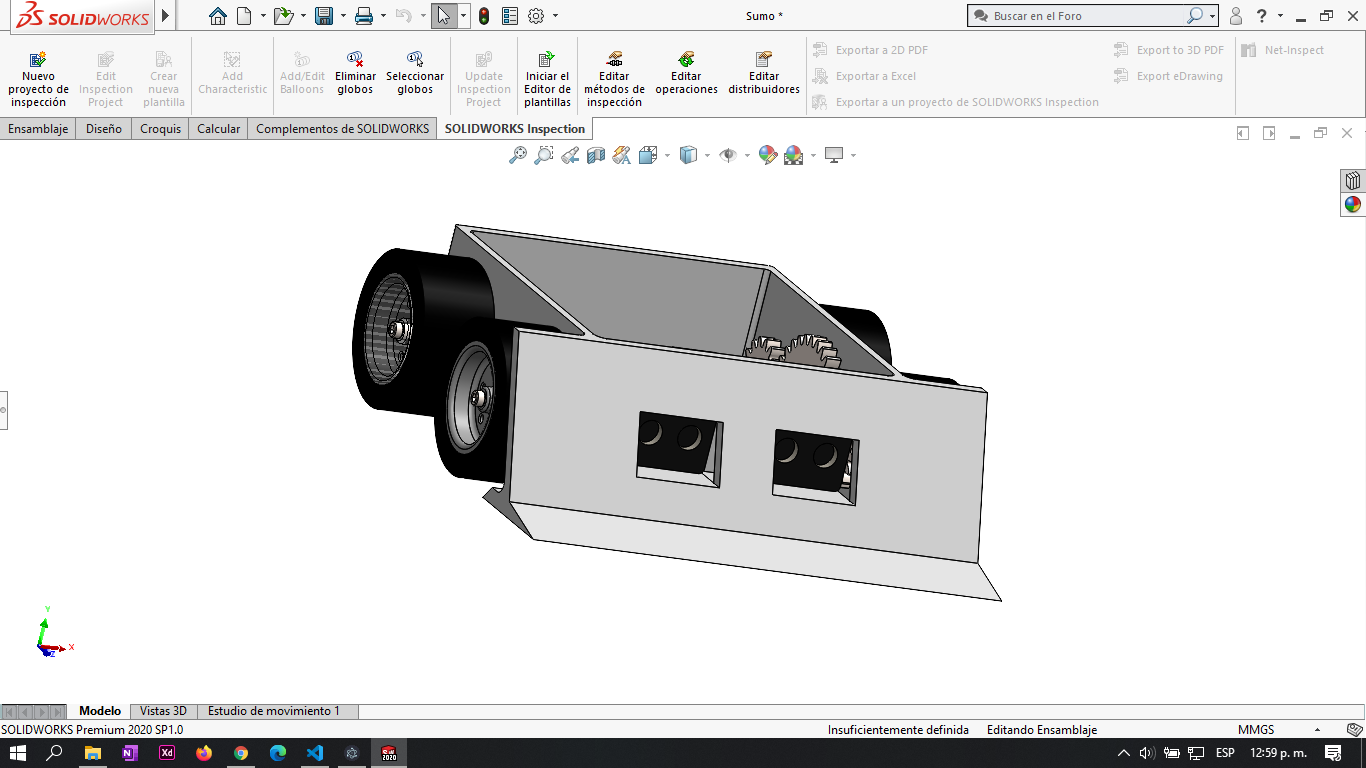 SOLIDWORKS
Sumo *
Buscar en el Foro
Nuevo proyecto de inspección
Edit Inspection Project
Crear nueva plantilla
Add Characteristic
Add/Edit Balloons
Eliminar globos
Seleccionar globos
Update Inspection Project
Iniciar el Editor de plantillas
Editar métodos de inspección
Editar operaciones
Editar distribuidores
Exportar a 2D PDF
Exportar a Excel
Exportar a un proyecto de SOLIDWORKS Inspection
Export to 3D PDF
Export eDrawing
Net-Inspect
Ensamblaje
Diseño
Croquis
Calcular
Complementos de SOLIDWORKS
SOLIDWORKS Inspection
Y
X
Z
Modelo
Vistas 3D
Estudio de movimiento 1
SOLIDWORKS Premium 2020 SP1.0
Insuficientemente definida
Editando Ensamblaje
MMGS
N
Xd
SW
2020
ESP
12:59 p. m.